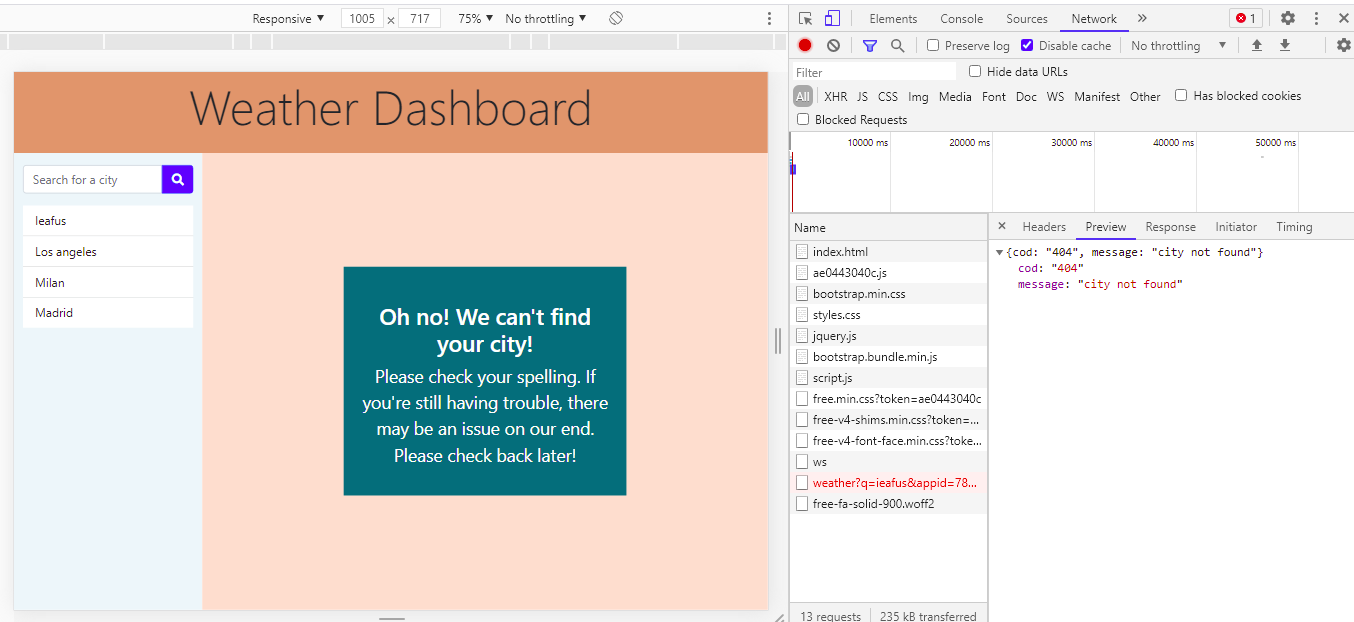 Responsive ▼ 1005 × 717 75% ▼ No throttling ▼
Elements Console Sources Network » 1
Preserve log Disable cache No throttling ▼
Filter Hide data URLs
All XHR JS CSS Img Media Font Doc WS Manifest Other Has blocked cookies
Blocked Requests
10000 ms 20000 ms 30000 ms 40000 ms 50000 ms
Weather Dashboard
Search for a city
Ieafus
Los angeles
Milan
Madrid
Oh no! We can't find
your city!
Please check your spelling. If
you're still having trouble, there
may be an issue on our end.
Please check back later!
Name
index.html
ae0443040c.js
bootstrap.min.css
styles.css
jquery.js
bootstrap.bundle.min.js
script.js
free.min.css?token=ae0443040c
free-v4-shims.min.css?token=...
free-v4-font-face.min.css?toke...
ws
weather?q=ieafus&appid=78...
free-fa-solid-900.woff2
13 requests 235 kB transferred
× Headers Preview Response Initiator Timing
▼{cod: "404", message: "city not found"}
cod: "404"
message: "city not found"